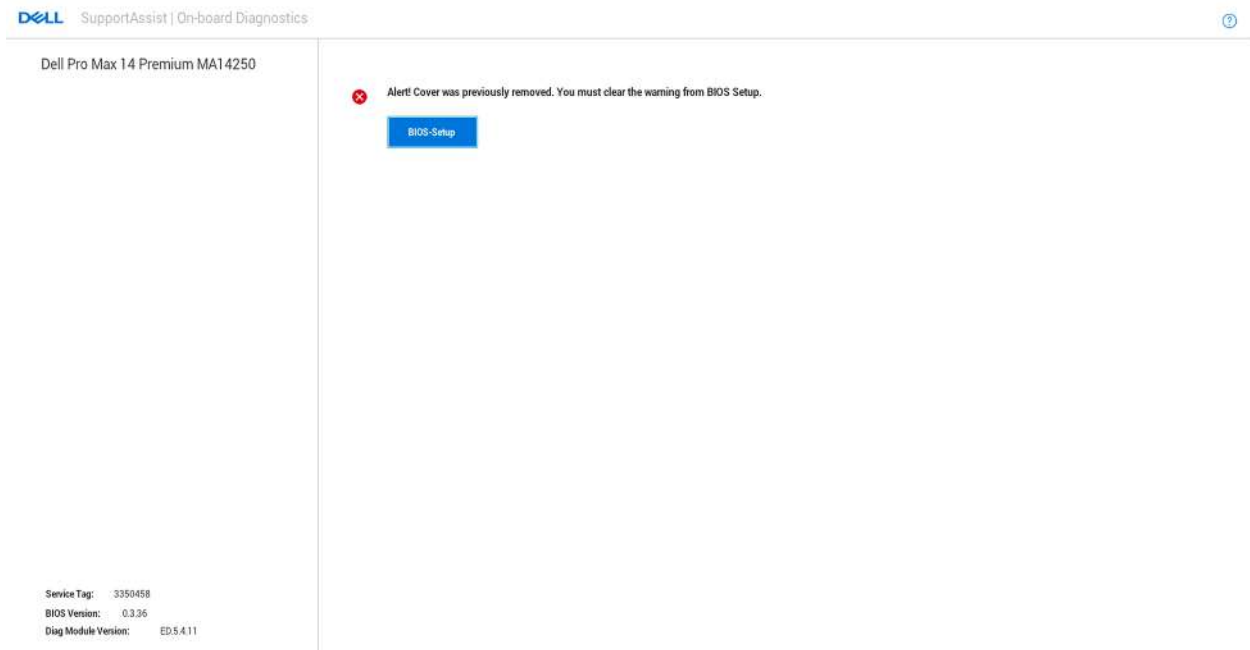 DELL SupportAssist | On-board Diagnostics
Dell Pro Max 14 Premium MA14250
Alert! Cover was previously removed. You must clear the warning from BIOS Setup.
BIOS-Setup
Service Tag: 3350458
BIOS Version: 0.3.36
Diag Module Version: ED.5.4.11